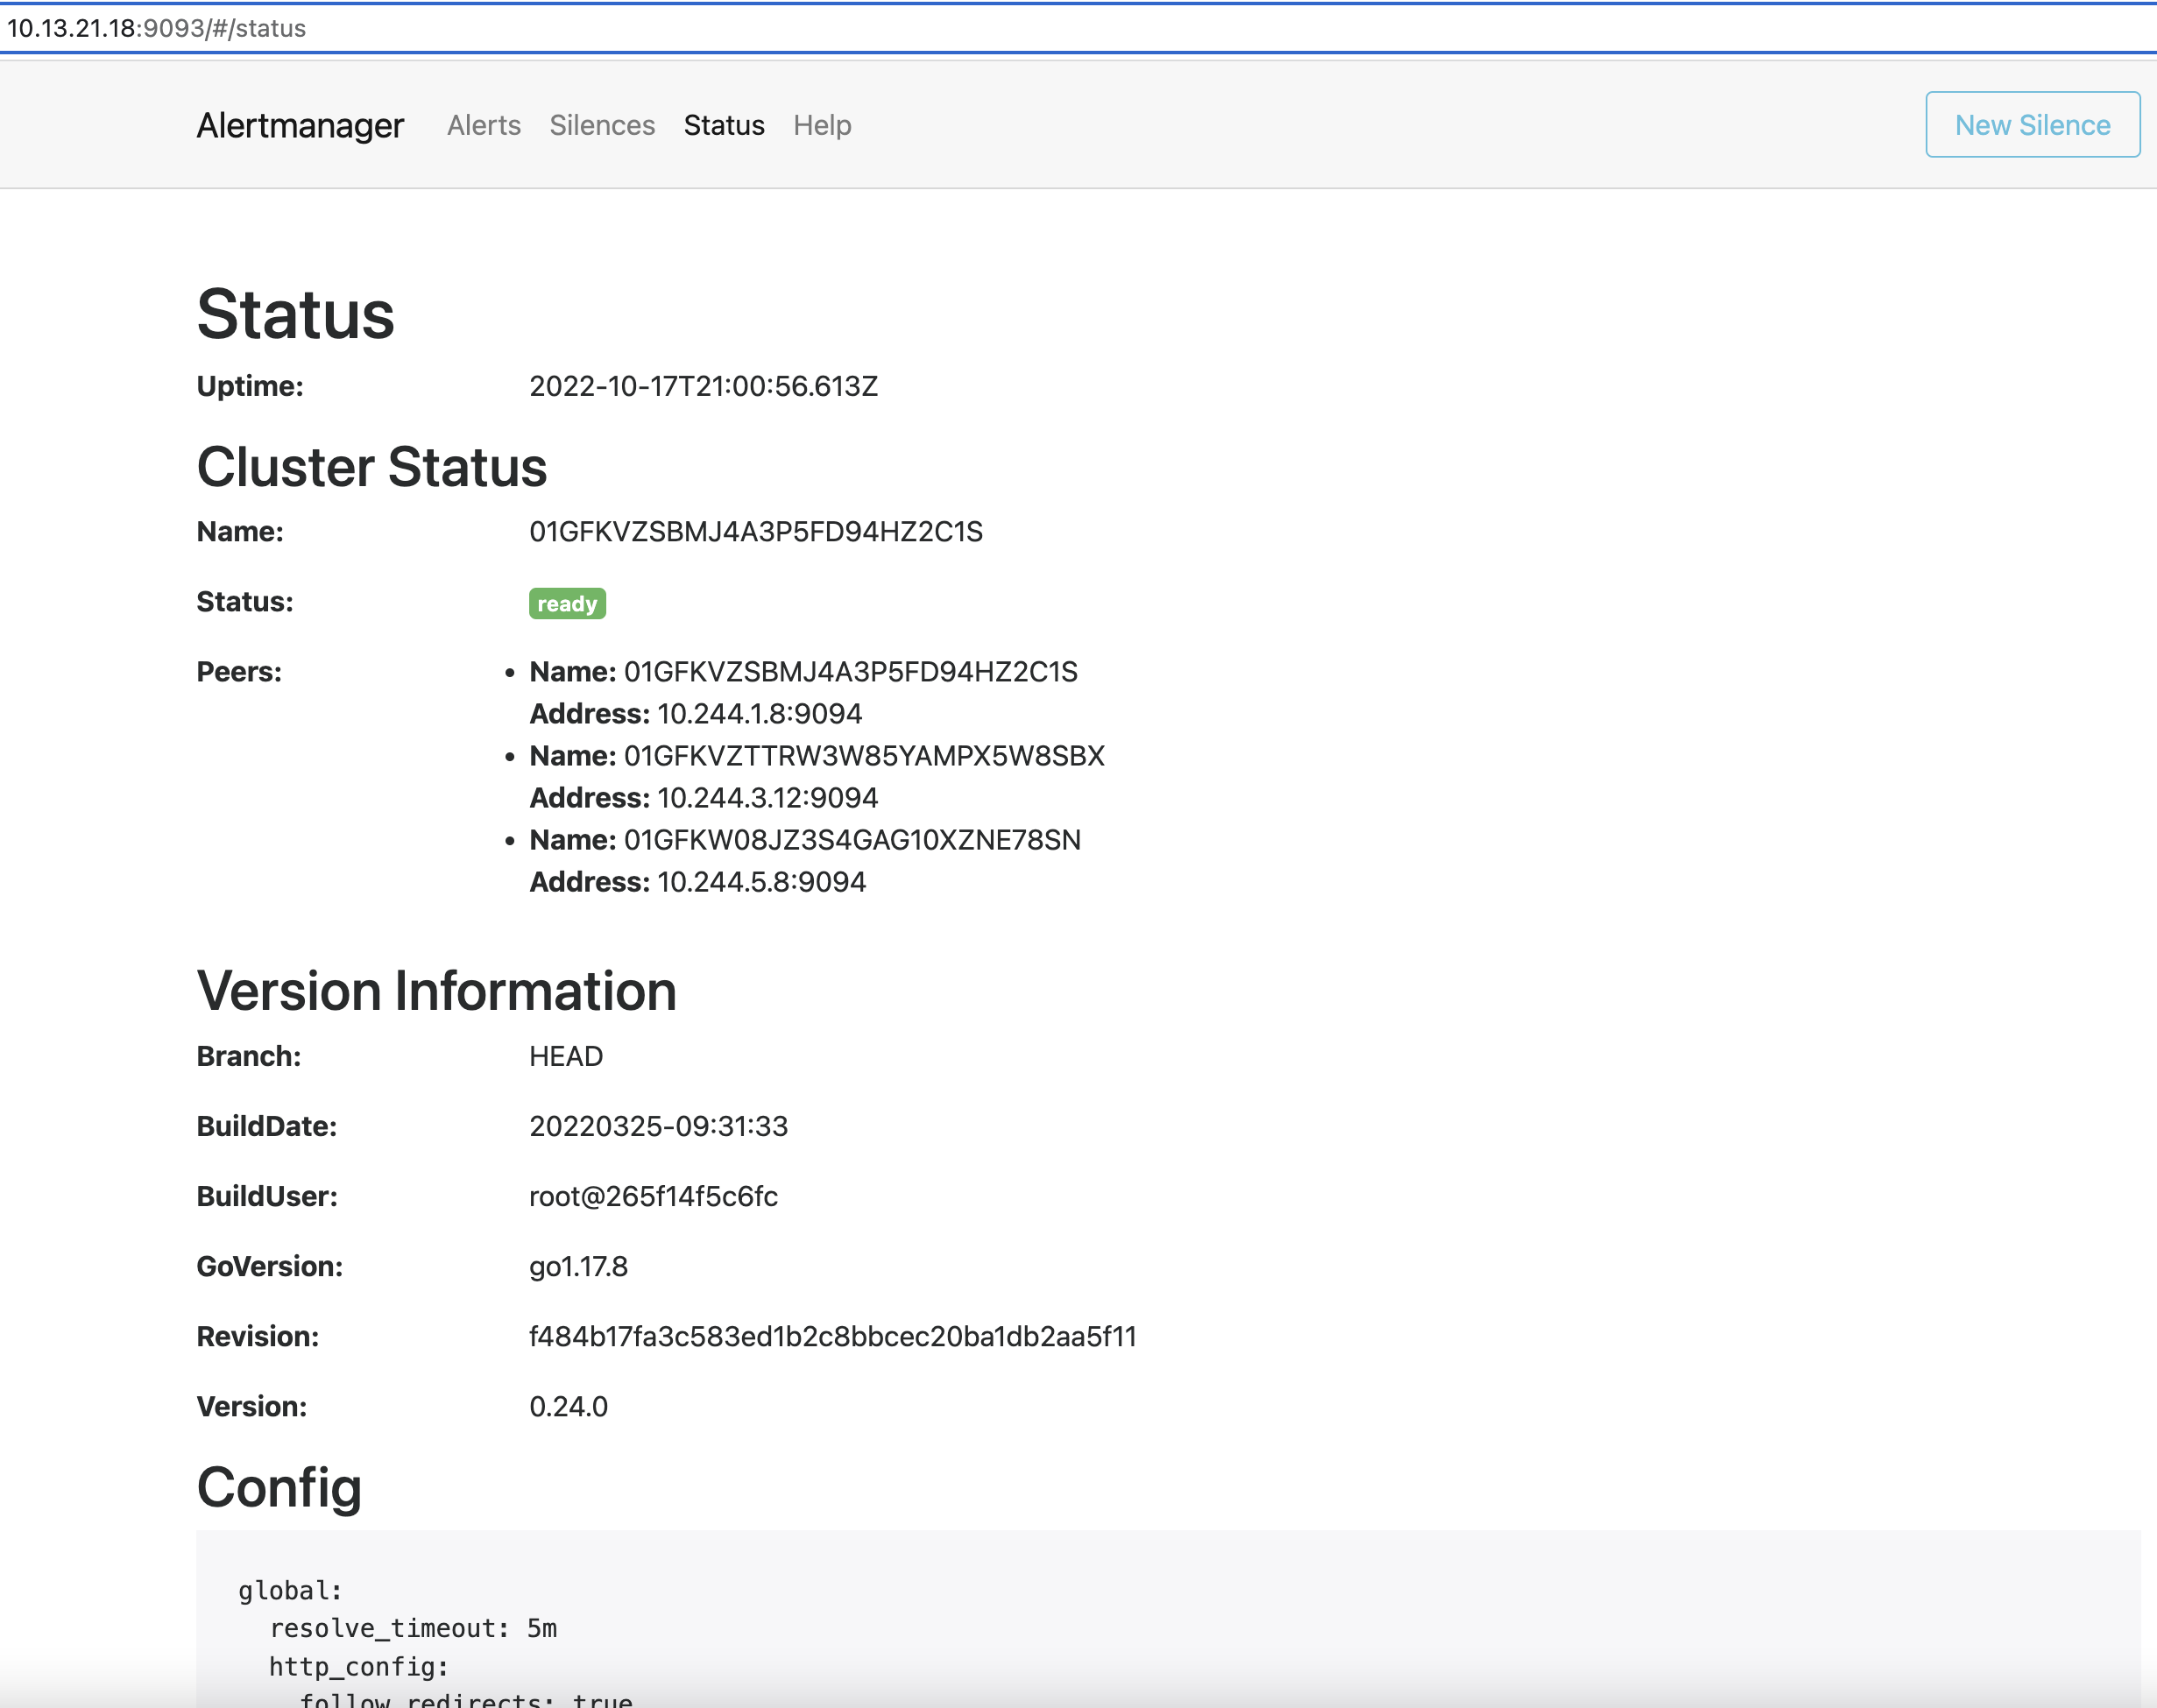 10.13.21.18:9093/#/status
Alertmanager Alerts Silences Status Help New Silence
Status
Uptime: 2022-10-17T21:00:56.613Z
Cluster Status
Name: 01GFKVZSBMJ4A3P5FD94HZ2C1S
Status: ready
Peers: • Name: 01GFKVZSBMJ4A3P5FD94HZ2C1S
Address: 10.244.1.8:9094
• Name: 01GFKVZTTRW3W85YAMPX5W8SBX
Address: 10.244.3.12:9094
• Name: 01GFKW08JZ3S4GAG10XZNE78SN
Address: 10.244.5.8:9094
Version Information
Branch: HEAD
BuildDate: 20220325-09:31:33
BuildUser: root@265f14f5c6fc
GoVersion: go1.17.8
Revision: f484b17fa3c583ed1b2c8bbcec20ba1db2aa5f11
Version: 0.24.0
Config
global:
  resolve_timeout: 5m
  http_config:
    follow_redirects: true